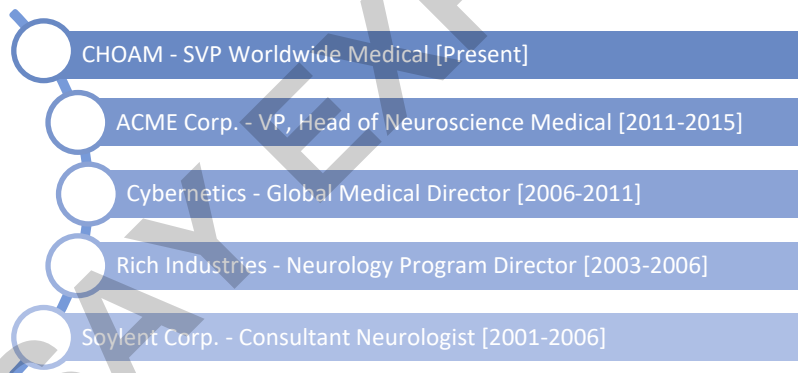 CHOAM - SVP Worldwide Medical [Present]
ACME Corp. - VP, Head of Neuroscience Medical [2011-2015]
Cybernetics - Global Medical Director [2006-2011]
Rich Industries - Neurology Program Director [2003-2006]
Soylent Corp. - Consultant Neurologist [2001-2006]